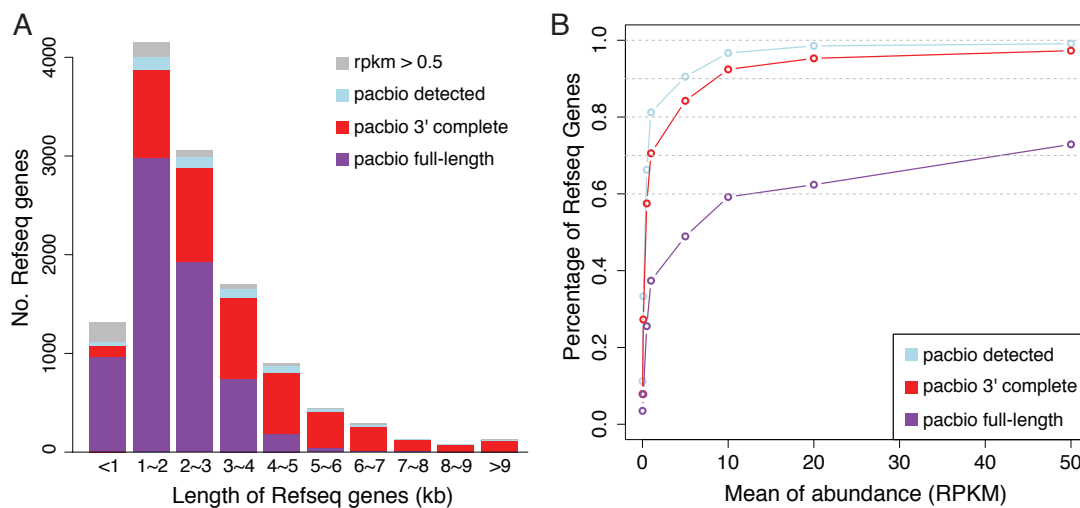 A
No. Refseq genes
4000
3000
2000
1000
0
rpkm > 0.5
pacbio detected
pacbio 3' complete
pacbio full-length
<1
1~2
2~3
3~4
4~5
5~6
6~7
7~8
8~9
>9
Length of Refseq genes (kb)
B
Percentage of Refseq Genes
1.0
0.8
0.6
0.4
0.2
0.0
pacbio detected
pacbio 3' complete
pacbio full-length
0
10
20
30
40
50
Mean of abundance (RPKM)